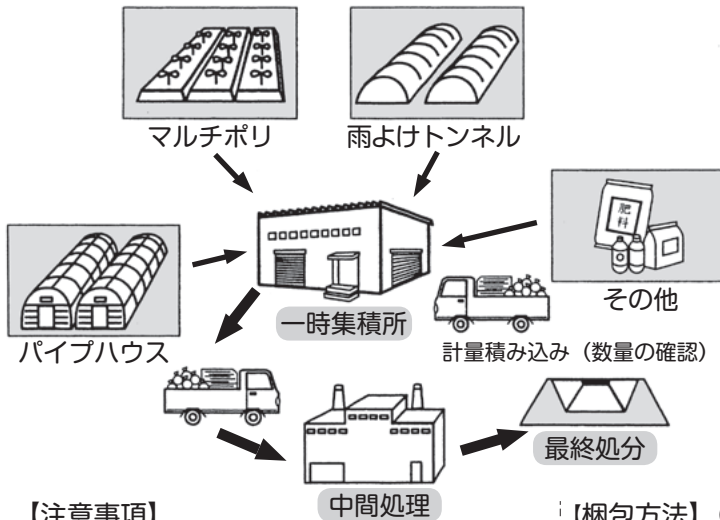 マルチポリ
雨よけトンネル
肥料
その他
パイプハウス
一時集積所
計量積み込み（数量の確認）
最終処分
中間処理
【注意事項】
【梱包方法】